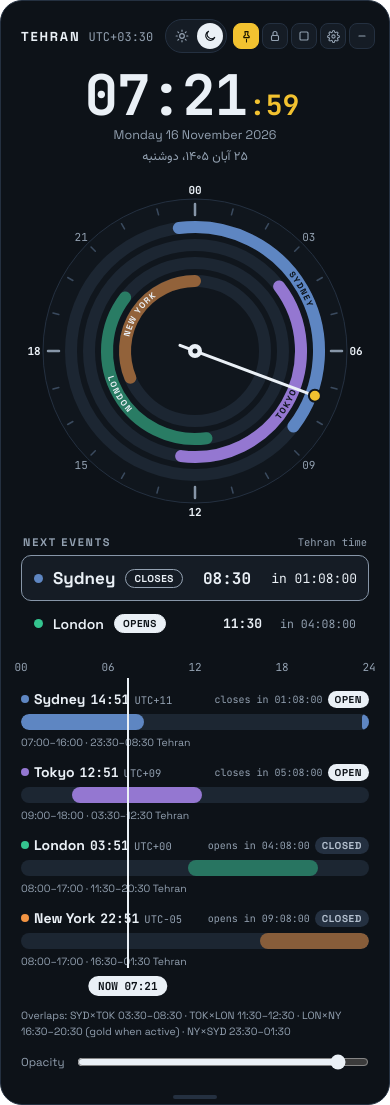 TEHRAN UTC+03:30
07:21:59
Monday 16 November 2026
۲۵ آبان ۱۴۰۵، دوشنبه
00
21 03
SYDNEY
NEW YORK
18 06
LONDON TOKYO
15 09
12
NEXT EVENTS Tehran time
Sydney CLOSES 08:30 in 01:08:00
London OPENS 11:30 in 04:08:00
00 06 12 18 24
Sydney 14:51 UTC+11 closes in 01:08:00 OPEN
07:00–16:00 · 23:30–08:30 Tehran
Tokyo 12:51 UTC+09 closes in 05:08:00 OPEN
09:00–18:00 · 03:30–12:30 Tehran
London 03:51 UTC+00 opens in 04:08:00 CLOSED
08:00–17:00 · 11:30–20:30 Tehran
New York 22:51 UTC-05 opens in 09:08:00 CLOSED
08:00–17:00 · 16:30–01:30 Tehran
NOW 07:21
Overlaps: SYD×TOK 03:30–08:30 · TOK×LON 11:30–12:30 · LON×NY
16:30–20:30 (gold when active) · NY×SYD 23:30–01:30
Opacity